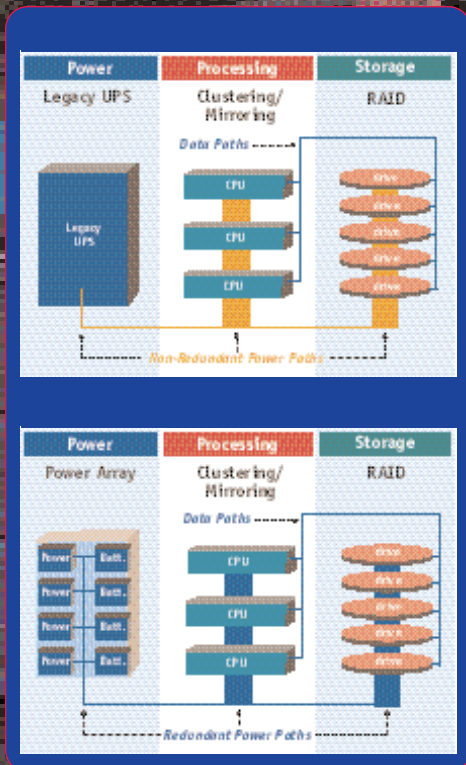 Power
Processing
Storage
Legacy UPS
Clustering/
Mirroring
RAID
Data Paths
Legacy
UPS
CPU
CPU
CPU
drive
drive
drive
drive
drive
Non-Redundant Power Paths
Power
Processing
Storage
Power Array
Clustering/
Mirroring
RAID
Data Paths
Power Batt.
Power Batt.
Power Batt.
Power Batt.
CPU
CPU
CPU
drive
drive
drive
drive
drive
Redundant Power Paths